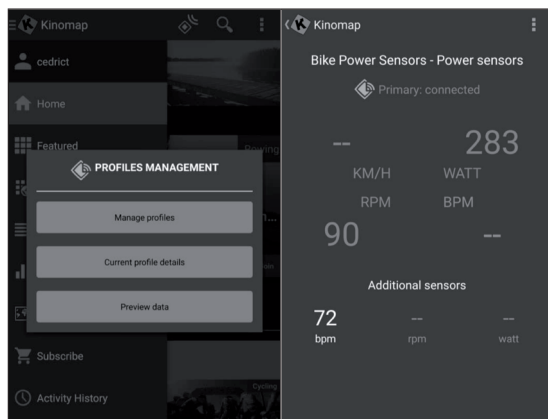 Kinomap
cedrict
Home
Featured
Rowing
PROFILES MANAGEMENT
Manage profiles
Current profile details
Preview data
Subscribe
Cycling
Activity History
Kinomap
Bike Power Sensors - Power sensors
Primary: connected
-- 283
KM/H WATT
RPM BPM
90 --
Additional sensors
72 -- --
bpm rpm watt